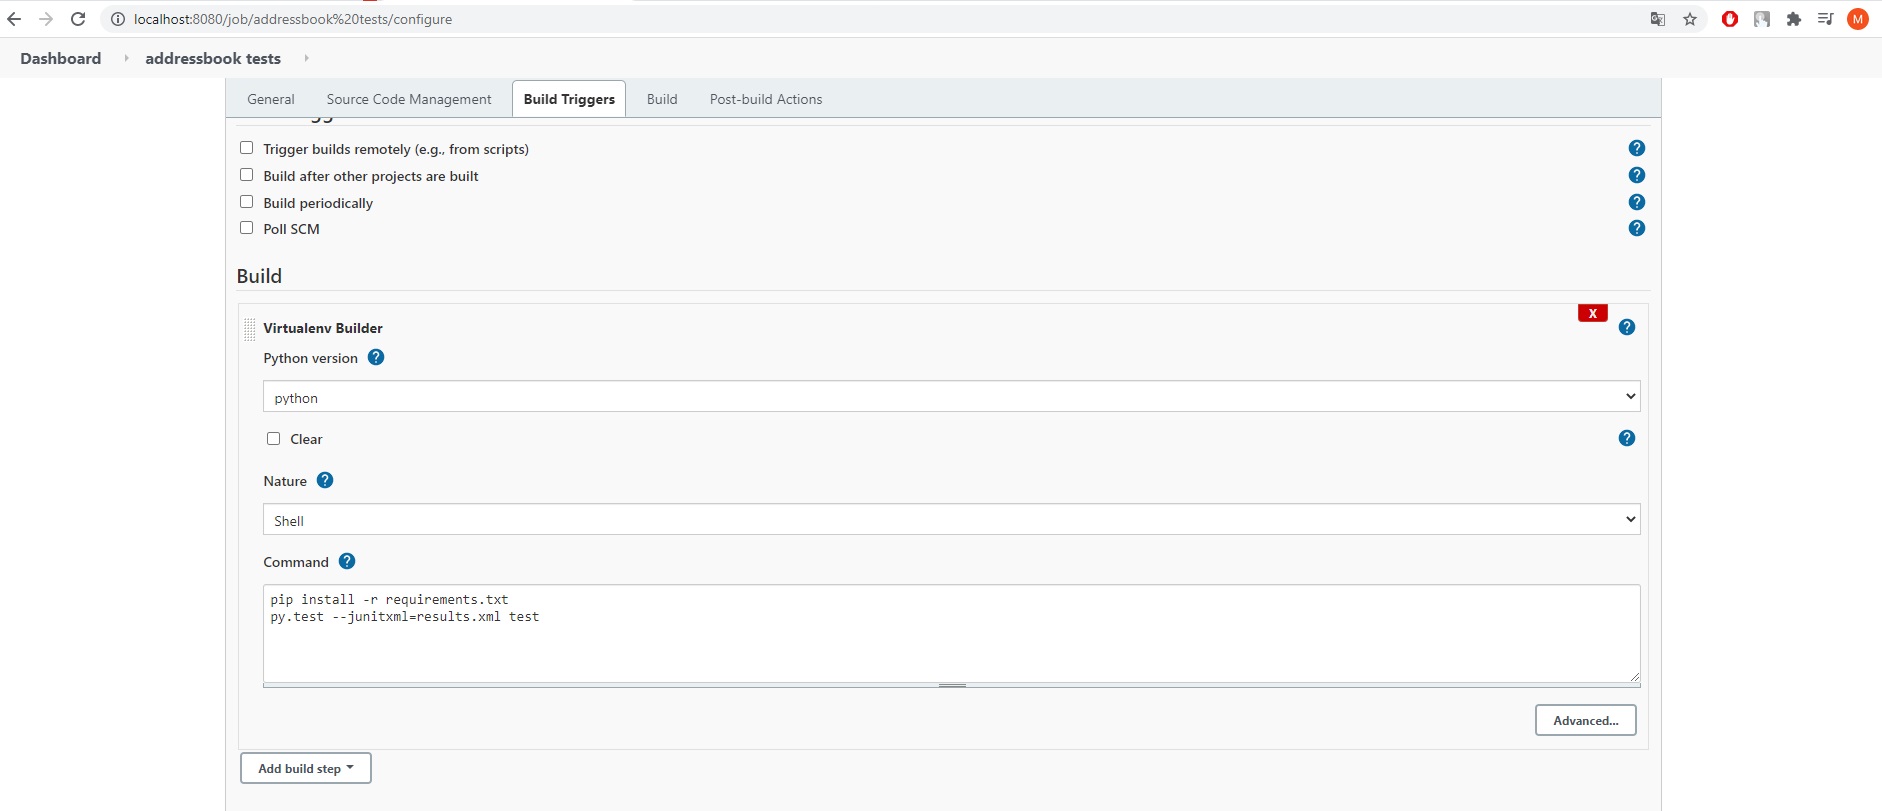 localhost:8080/job/addressbook%20tests/configure
M
Dashboard addressbook tests
General Source Code Management Build Triggers Build Post-build Actions
Trigger builds remotely (e.g., from scripts) ?
Build after other projects are built ?
Build periodically ?
Poll SCM ?
Build
X
Virtualenv Builder ?
Python version ?
python
Clear ?
Nature ?
Shell
Command ?
pip install -r requirements.txt
py.test --junitxml=results.xml test
Advanced...
Add build step